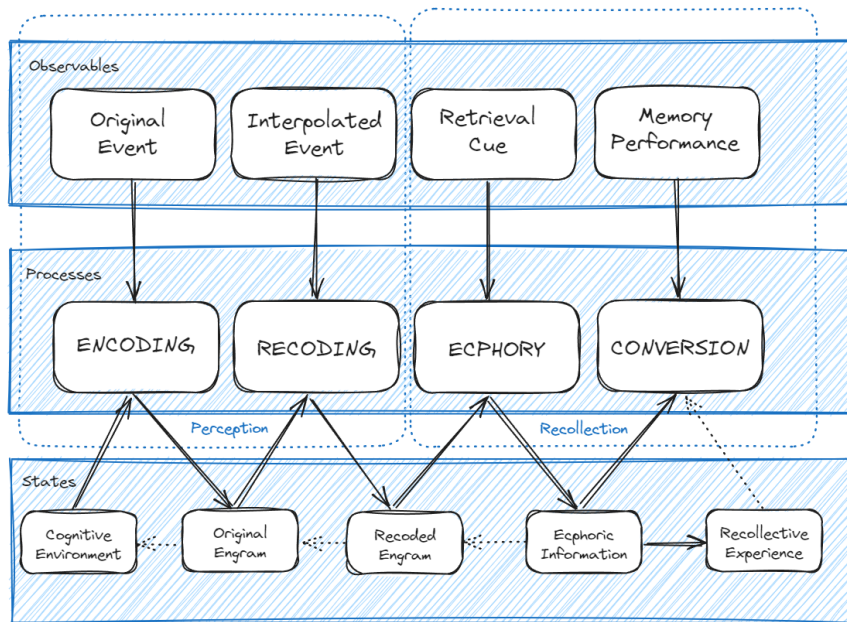 Observables
Original
Event
Interpolated
Event
Retrieval
Cue
Memory
Performance
Processes
ENCODING
RECODING
ECPHORY
CONVERSION
Perception
Recollection
States
Cognitive
Environment
Original
Engram
Recoded
Engram
Ecphoric
Information
Recollective
Experience